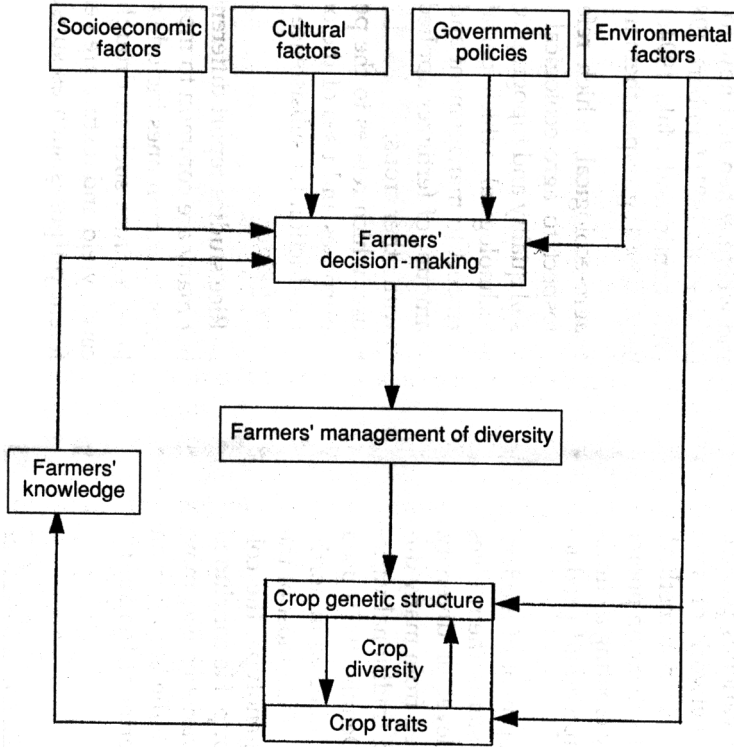 Socioeconomic
factors
Cultural
factors
Government
policies
Environmental
factors
Farmers'
decision-making
Farmers' management of diversity
Farmers'
knowledge
Crop genetic structure
Crop
diversity
Crop traits